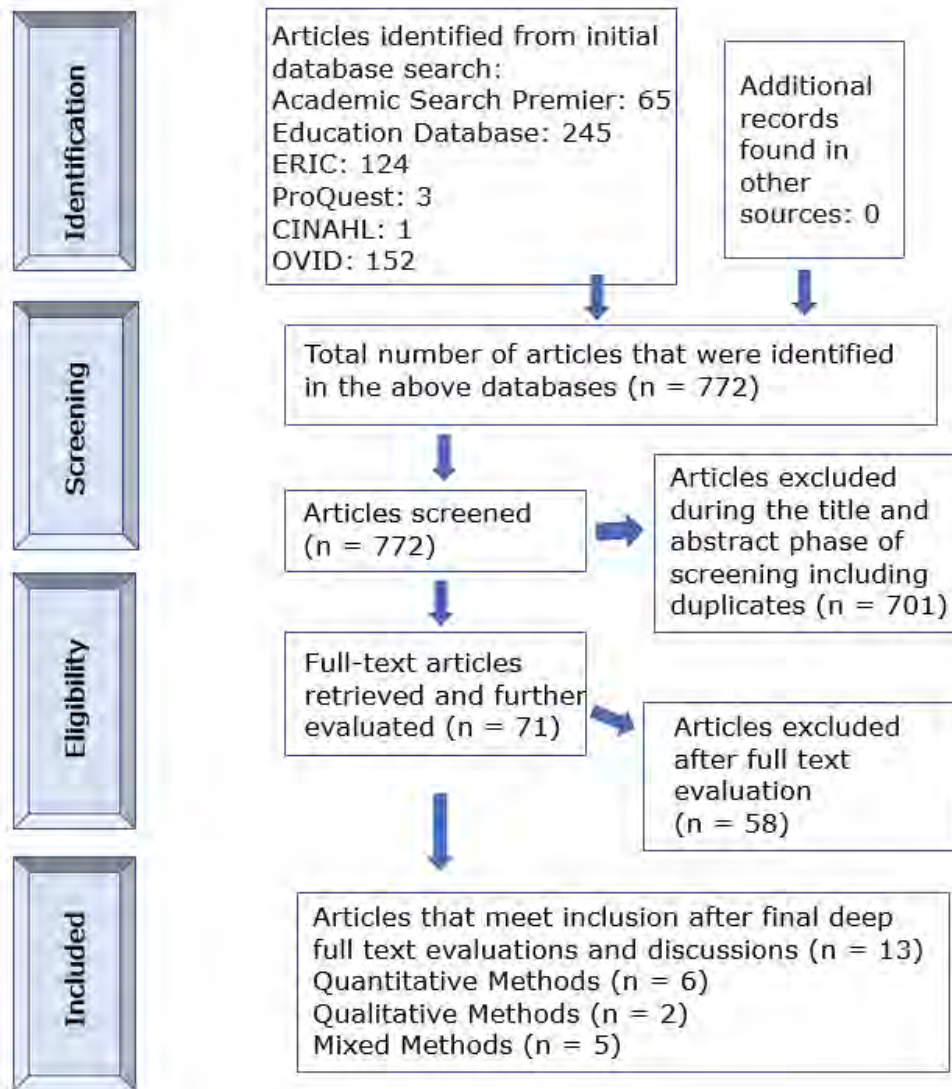 Identification
Articles identified from initial
database search:
Academic Search Premier: 65
Education Database: 245
ERIC: 124
ProQuest: 3
CINAHL: 1
OVID: 152
Additional
records
found in
other
sources: 0
Screening
Total number of articles that were identified
in the above databases (n = 772)
Articles screened
(n = 772)
Articles excluded
during the title and
abstract phase of
screening including
duplicates (n = 701)
Eligibility
Full-text articles
retrieved and further
evaluated (n = 71)
Articles excluded
after full text
evaluation
(n = 58)
Included
Articles that meet inclusion after final deep
full text evaluations and discussions (n = 13)
Quantitative Methods (n = 6)
Qualitative Methods (n = 2)
Mixed Methods (n = 5)